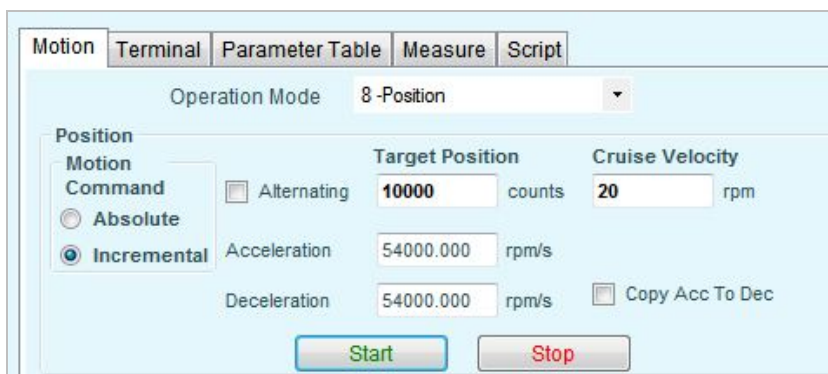 Motion Terminal Parameter Table Measure Script
Operation Mode 8 -Position
Position
Motion Command
Absolute
Incremental
Target Position Cruise Velocity
Alternating 10000 counts 20 rpm
Acceleration 54000.000 rpm/s
Deceleration 54000.000 rpm/s Copy Acc To Dec
Start Stop